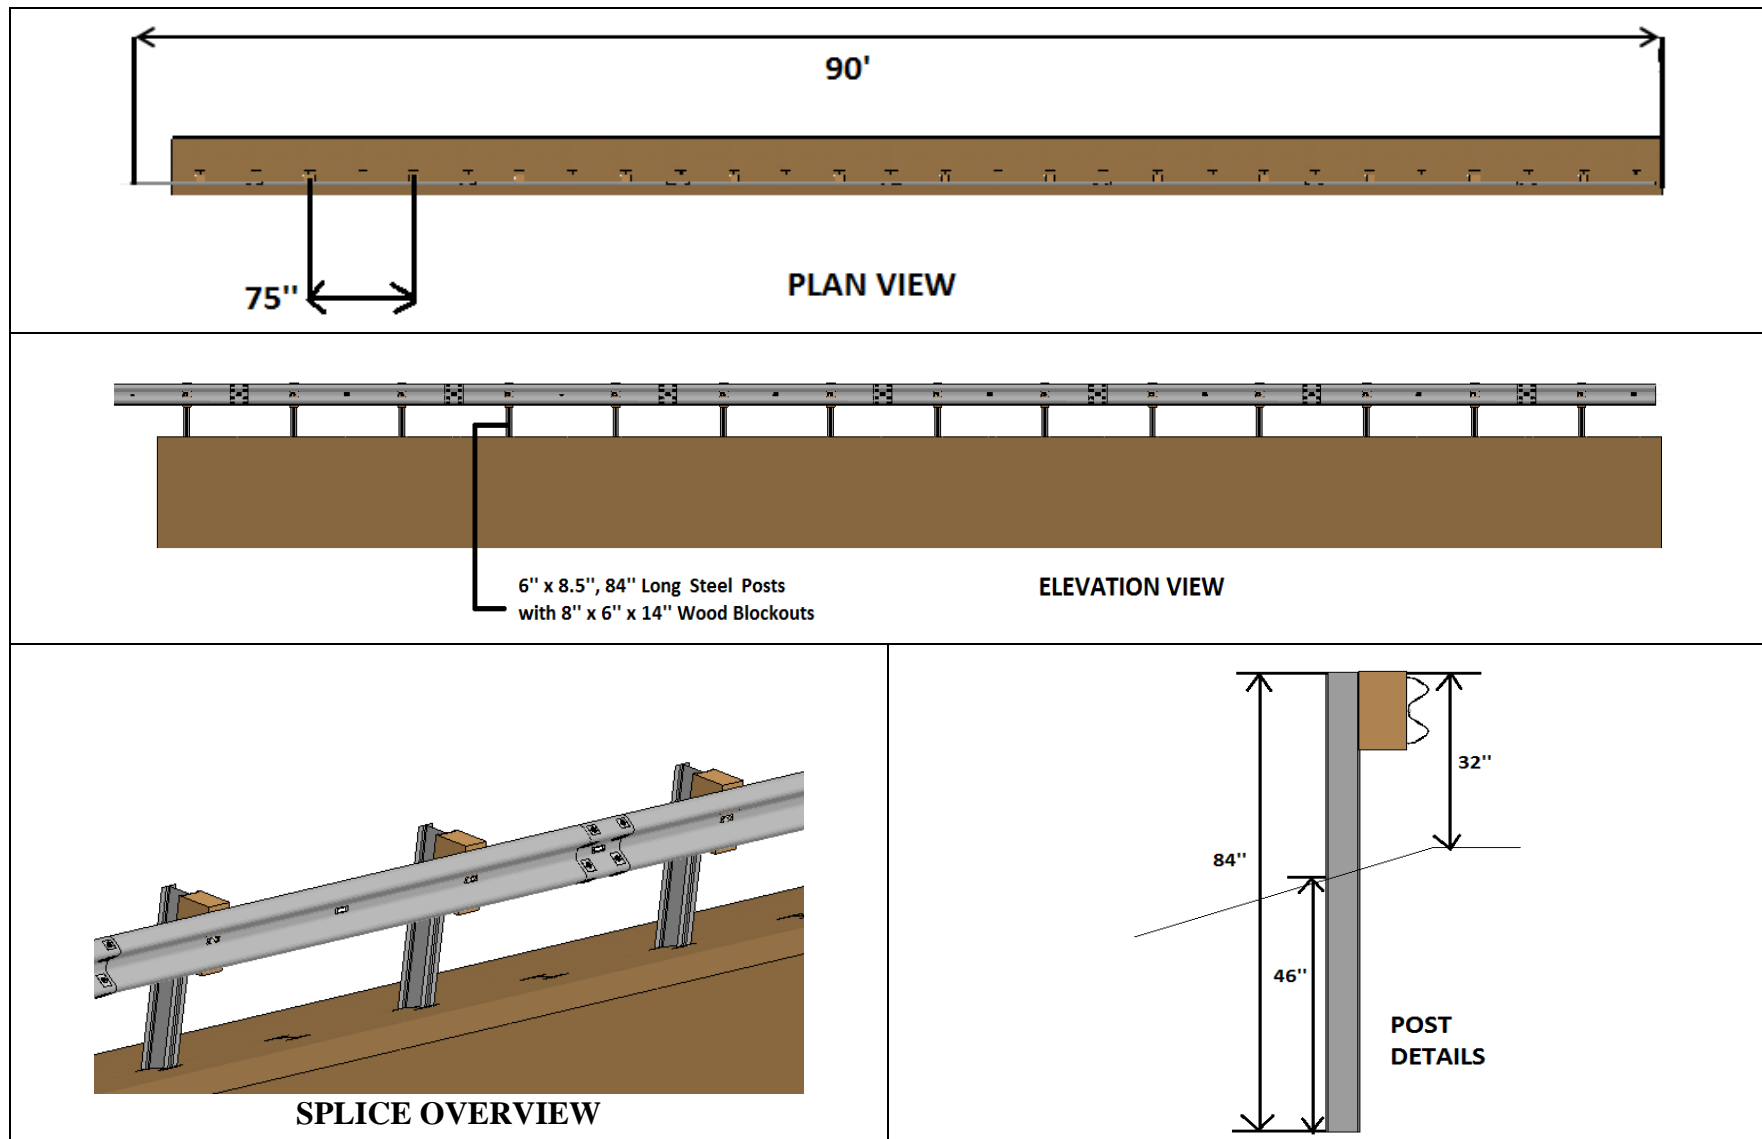 90'
75''
PLAN VIEW
6'' x 8.5'', 84'' Long Steel Posts
with 8'' x 6'' x 14'' Wood Blockouts
ELEVATION VIEW
SPLICE OVERVIEW
32''
84''
46''
POST
DETAILS